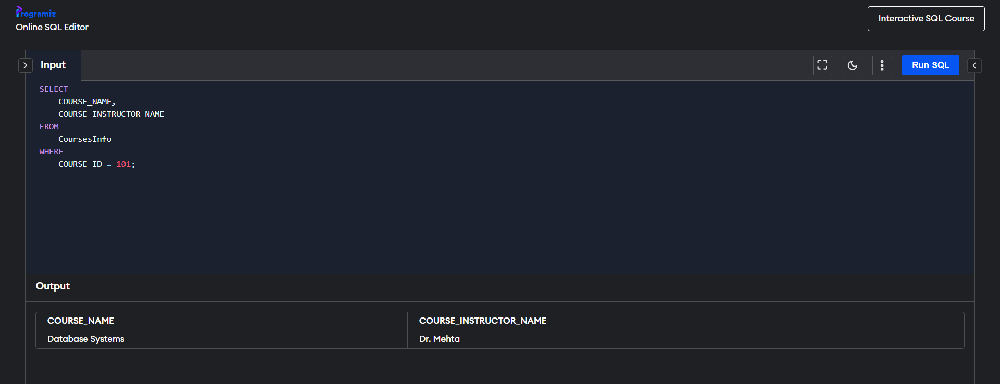 Programiz
Online SQL Editor
Interactive SQL Course
Input
Run SQL
SELECT
    COURSE_NAME,
    COURSE_INSTRUCTOR_NAME
FROM
    CoursesInfo
WHERE
    COURSE_ID = 101;
Output
COURSE_NAME COURSE_INSTRUCTOR_NAME
Database Systems Dr. Mehta